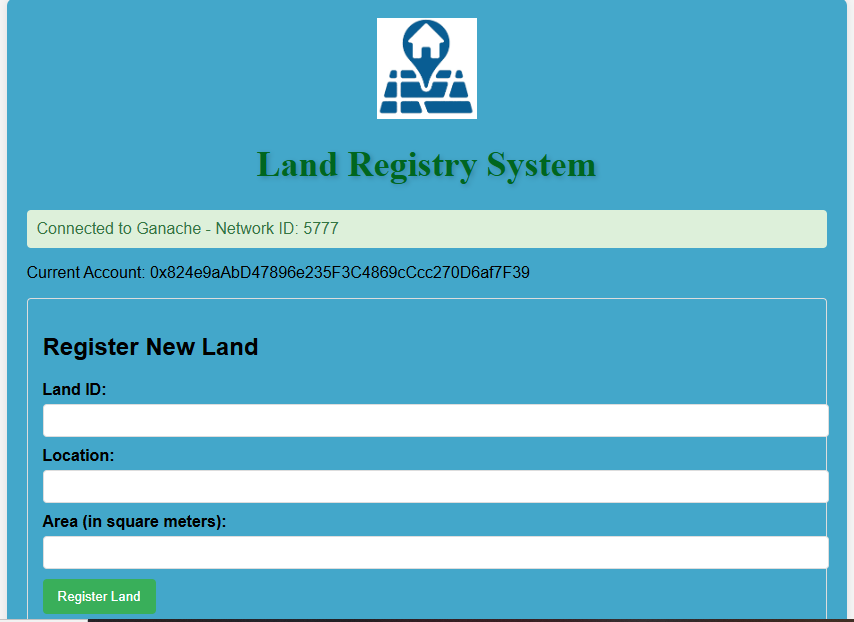 Land Registry System
Connected to Ganache - Network ID: 5777
Current Account: 0x824e9aAbD47896e235F3C4869cCcc270D6af7F39
Register New Land
Land ID:
Location:
Area (in square meters):
Register Land